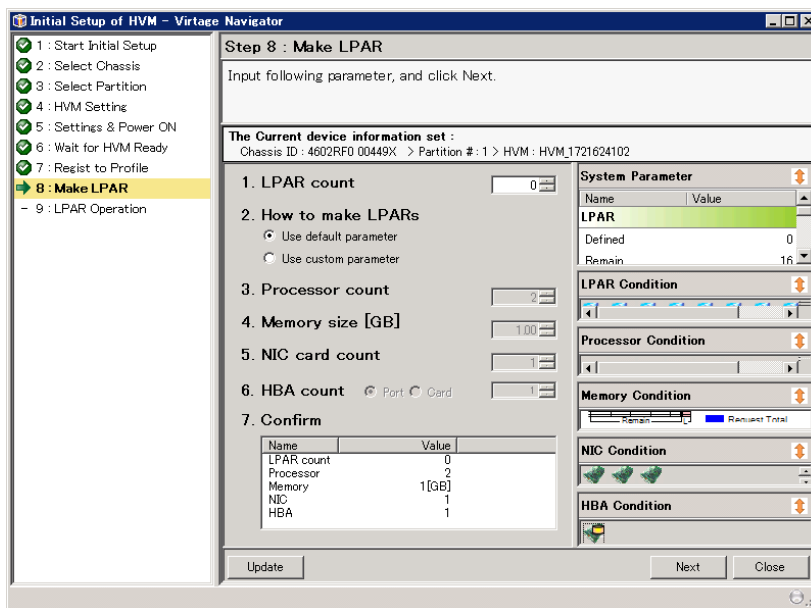 Initial Setup of HVM - Virtage Navigator
1 : Start Initial Setup
2 : Select Chassis
3 : Select Partition
4 : HVM Setting
5 : Settings & Power ON
6 : Wait for HVM Ready
7 : Regist to Profile
8 : Make LPAR
- 9 : LPAR Operation
Step 8 : Make LPAR
Input following parameter, and click Next.
The Current device information set :
Chassis ID : 4602RF0 00449X > Partition # : 1 > HVM : HVM_1721624102
1. LPAR count 0
2. How to make LPARs
Use default parameter
Use custom parameter
3. Processor count 2
4. Memory size [GB] 1.00
5. NIC card count 1
6. HBA count Port Card 1
7. Confirm
Name Value
LPAR count 0
Processor 2
Memory 1[GB]
NIC 1
HBA 1
System Parameter
Name Value
LPAR
Defined 0
Remain 16
LPAR Condition
Processor Condition
Memory Condition
Remain Request Total
NIC Condition
HBA Condition
Update Next Close